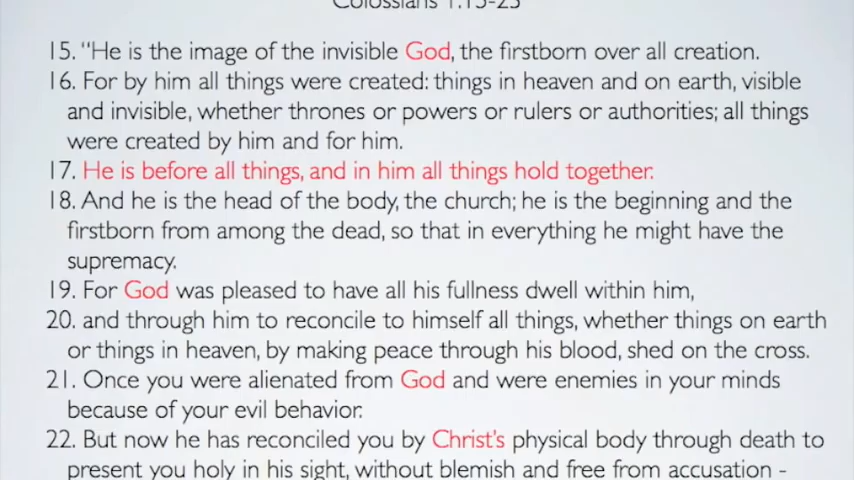 Colossians 1:15-23
15. “He is the image of the invisible God, the firstborn over all creation.
16. For by him all things were created: things in heaven and on earth, visible
and invisible, whether thrones or powers or rulers or authorities; all things
were created by him and for him.
17. He is before all things, and in him all things hold together.
18. And he is the head of the body, the church; he is the beginning and the
firstborn from among the dead, so that in everything he might have the
supremacy.
19. For God was pleased to have all his fullness dwell within him,
20. and through him to reconcile to himself all things, whether things on earth
or things in heaven, by making peace through his blood, shed on the cross.
21. Once you were alienated from God and were enemies in your minds
because of your evil behavior.
22. But now he has reconciled you by Christ's physical body through death to
present you holy in his sight, without blemish and free from accusation -